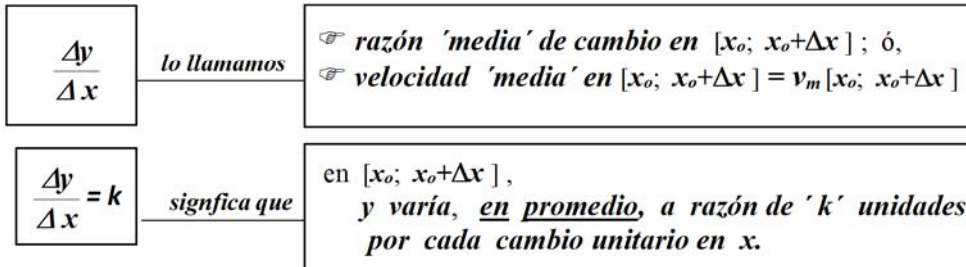 Δy
Δ x
lo llamamos
☞ razón ´media´ de cambio en [xₒ; xₒ+Δx ] ; ó,
☞ velocidad ´media´ en [xₒ; xₒ+Δx ] = vₘ [xₒ; xₒ+Δx ]
Δy
Δ x
= k
signfica que
en [xₒ; xₒ+Δx ] ,
y varía, en promedio, a razón de ´ k´ unidades
por cada cambio unitario en x.